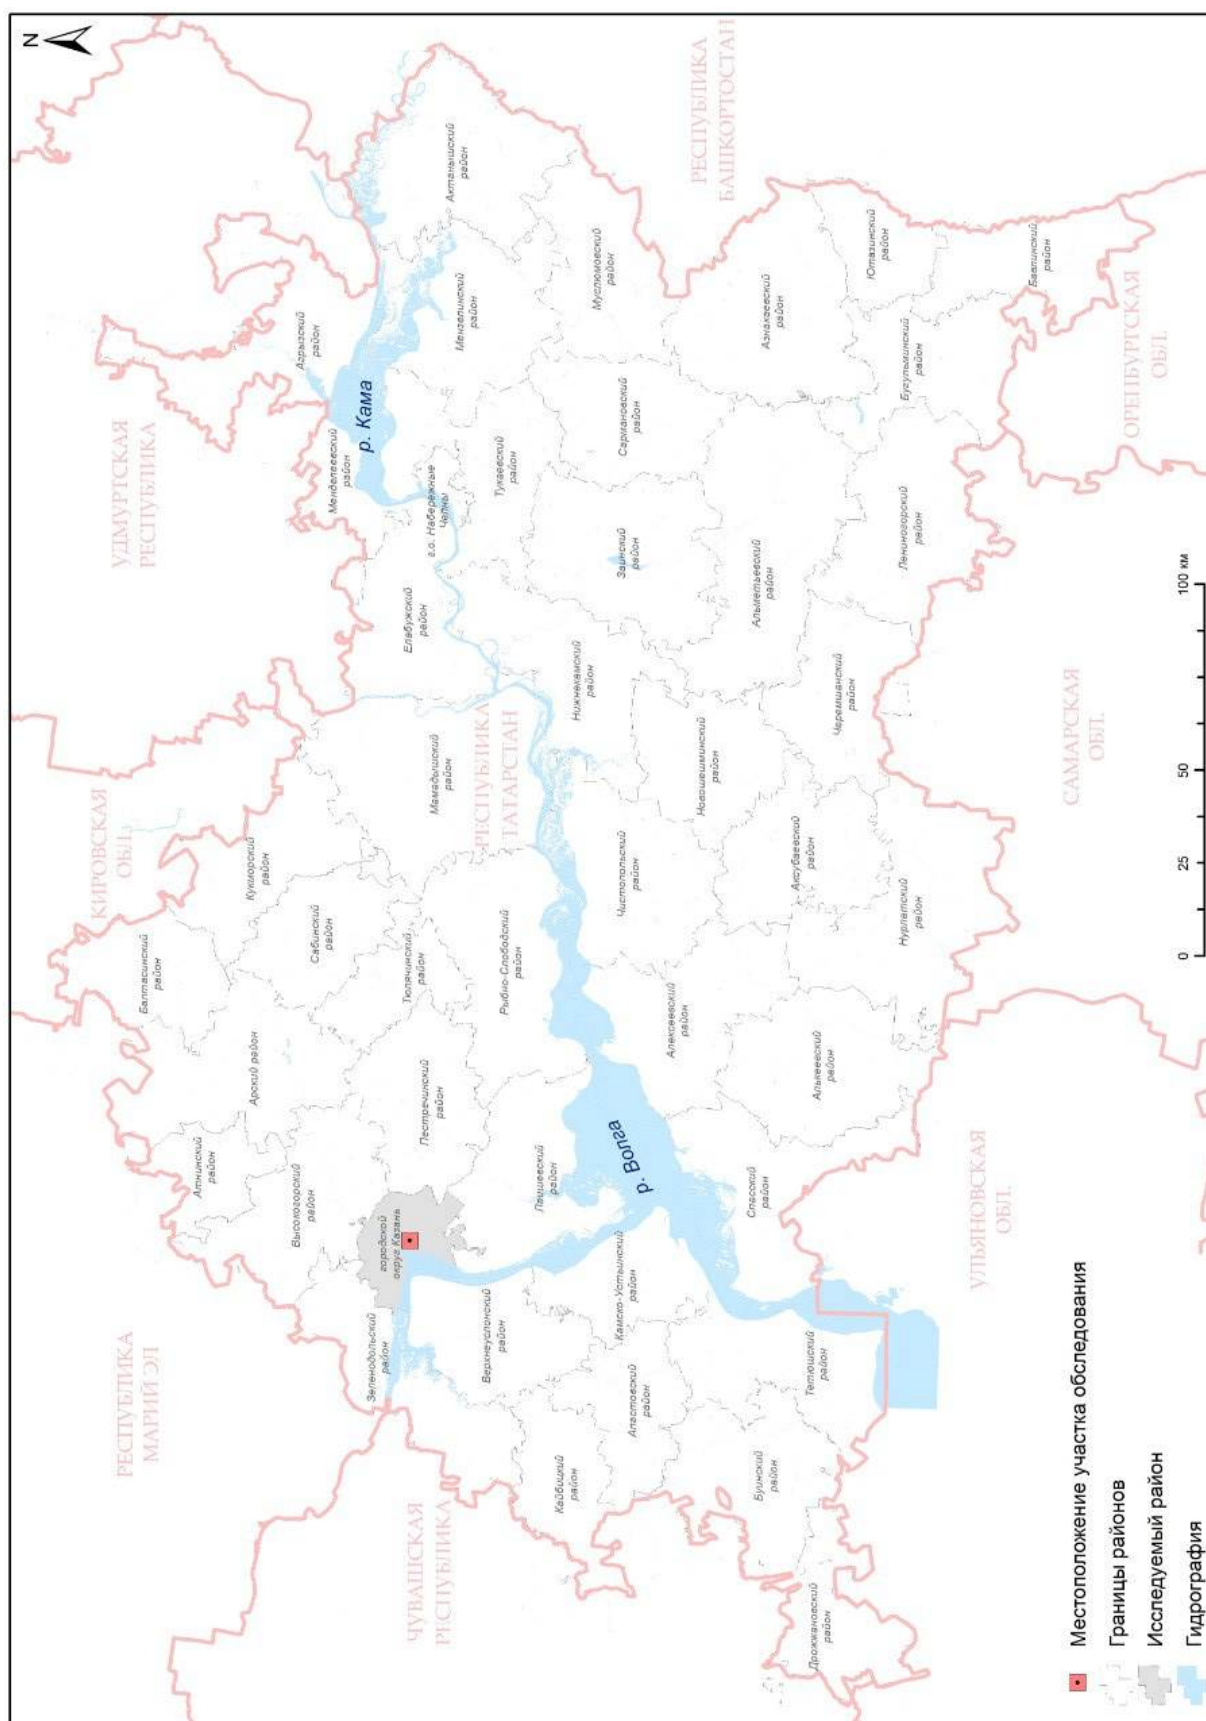 N
УДМУРТСКАЯ
РЕСПУБЛИКА
КИРОВСКАЯ
ОБЛ.
РЕСПУБЛИКА
МАРИЙ ЭЛ
ЧУВАШСКАЯ
РЕСПУБЛИКА
РЕСПУБЛИКА
ТАТАРСТАН
РЕСПУБЛИКА
БАШКОРТОСТАН
ОРЕНБУРГСКАЯ
ОБЛ.
САМАРСКАЯ
ОБЛ.
УЛЬЯНОВСКАЯ
ОБЛ.
Балтасинский
район
Кукморский
район
Атнинский
район
Арский район
Сабинский
район
Высокогорский
район
Тюлячинский
район
Мамадышский
район
Агрызский
район
Менделеевский
район
р. Кама
Елабужский
район
г.о. Набережные
Челны
Актанышский
район
Мензелинский
район
Тукаевский
район
Муслюмовский
район
Зеленодольский
район
городской
округ Казань
Пестречинский
район
Рыбно-Слободский
район
Верхнеуслонский
район
Лаишевский
район
Кайбицкий
район
Апастовский
район
Камско-Устьинский
район
р. Волга
Чистопольский
район
Нижнекамский
район
Заинский
район
Сармановский
район
Алексеевский
район
Новошешминский
район
Альметьевский
район
Азнакаевский
район
Буинский
район
Тетюшский
район
Спасский
район
Алькеевский
район
Аксубаевский
район
Черемшанский
район
Дрожжановский
район
Нурлатский
район
Лениногорский
район
Бугульминский
район
Ютазинский
район
Бавлинский
район
0 25 50 100 км
Местоположение участка обследования
Границы районов
Исследуемый район
Гидрография